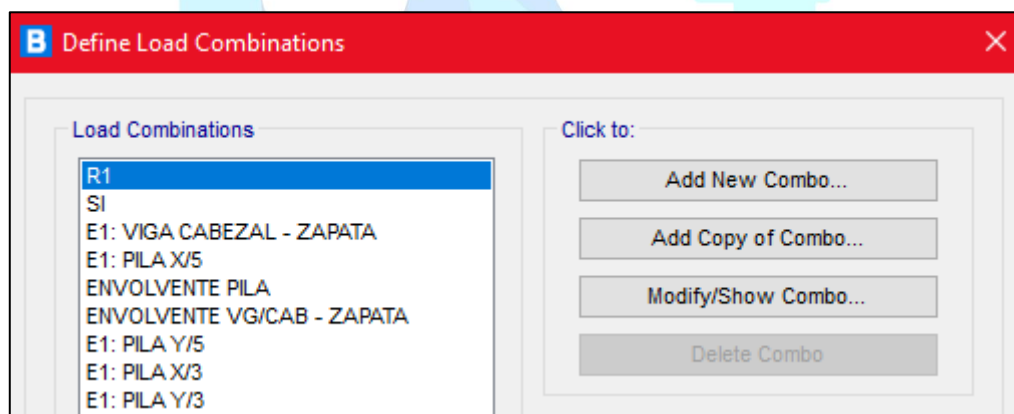 B Define Load Combinations
Load Combinations
R1
SI
E1: VIGA CABEZAL - ZAPATA
E1: PILA X/5
ENVOLVENTE PILA
ENVOLVENTE VG/CAB - ZAPATA
E1: PILA Y/5
E1: PILA X/3
E1: PILA Y/3
Click to:
Add New Combo...
Add Copy of Combo...
Modify/Show Combo...
Delete Combo